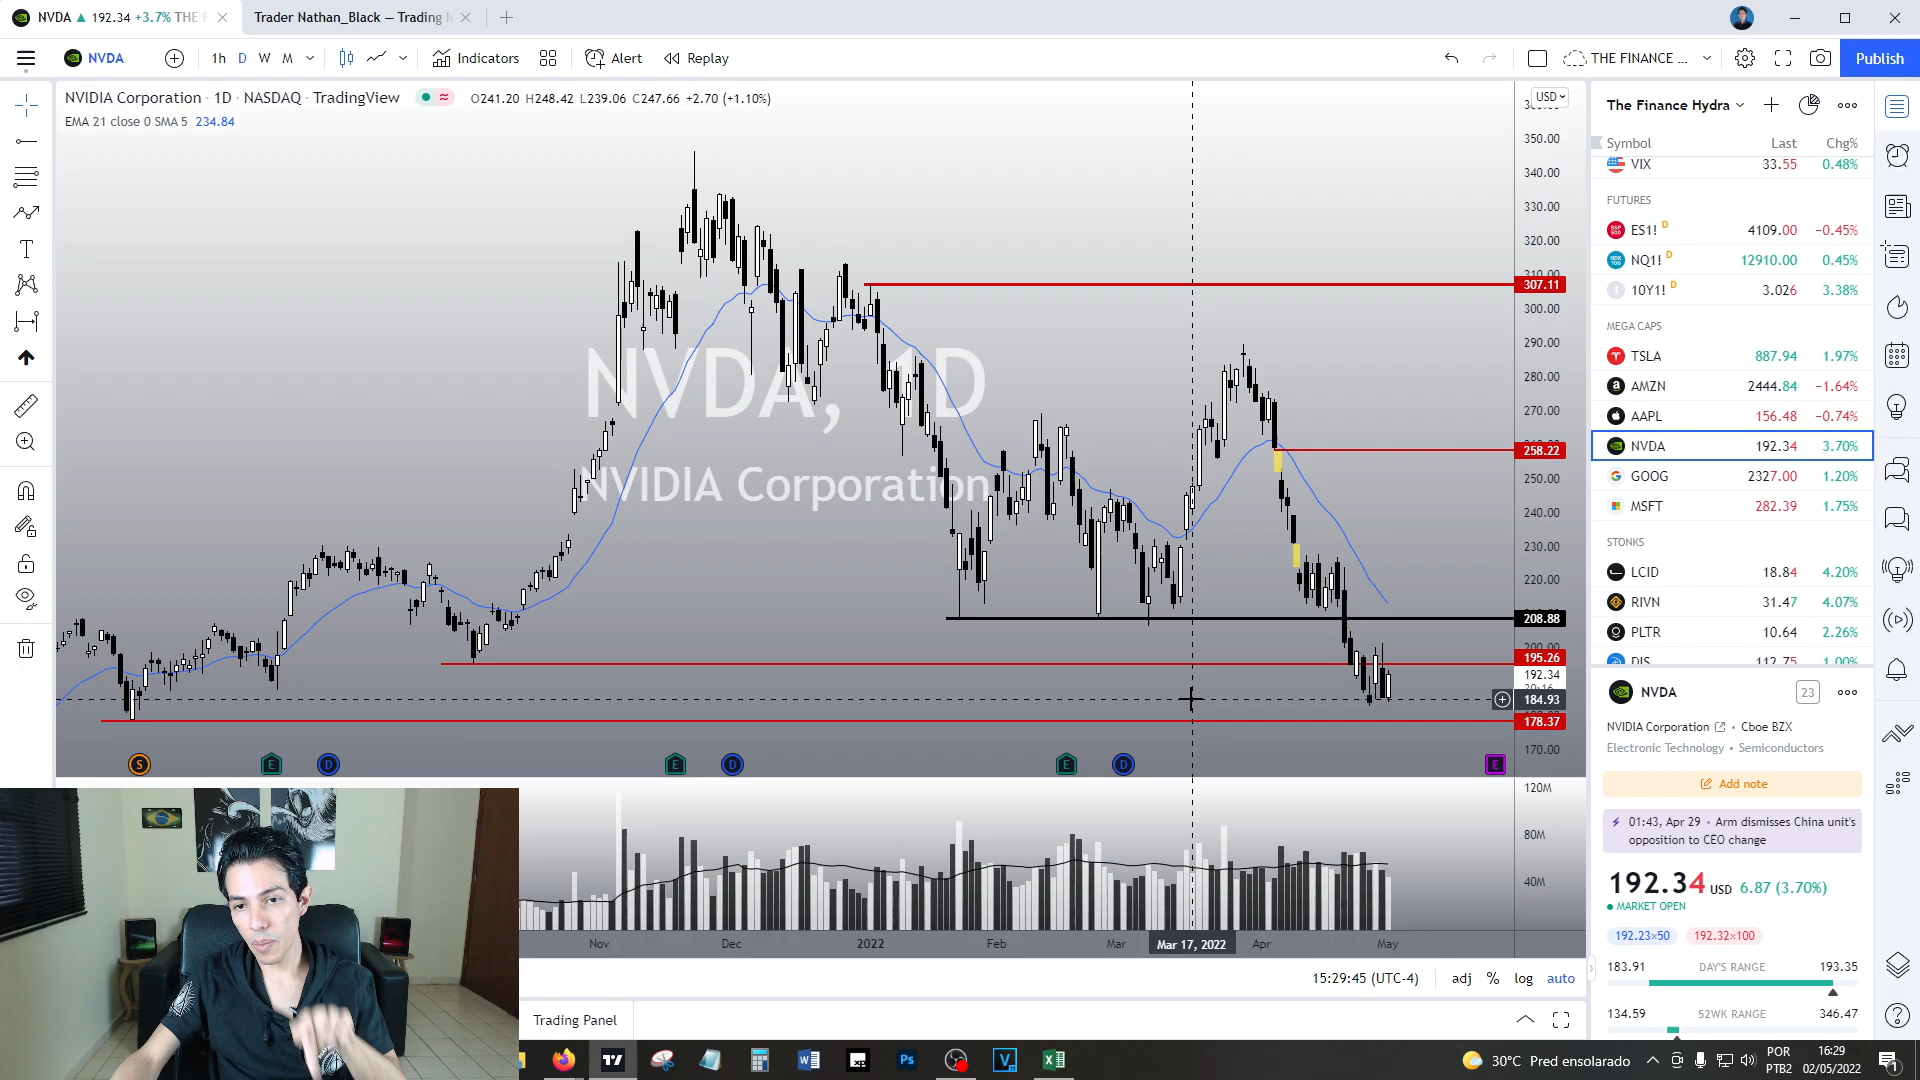 NVDA ▲ 192.34 +3.7% THE F
Trader Nathan_Black — Trading I
NVDA
1h D W M
Indicators
Alert
Replay
THE FINANCE ...
Publish
NVIDIA Corporation · 1D · NASDAQ · TradingView
O241.20 H248.42 L239.06 C247.66 +2.70 (+1.10%)
EMA 21 close 0 SMA 5 234.84
NVDA, 1D
NVIDIA Corporation
USD
350.00
340.00
330.00
320.00
310.00
307.11
300.00
290.00
280.00
270.00
258.22
250.00
240.00
230.00
220.00
208.88
200.00
195.26
192.34
184.93
178.37
170.00
S E D E D E D E
120M
80M
40M
Nov Dec 2022 Feb Mar Mar 17, 2022 Apr May
15:29:45 (UTC-4) adj % log auto
Trading Panel
The Finance Hydra
Symbol Last Chg%
VIX 33.55 0.48%
FUTURES
ES1! D 4109.00 −0.45%
NQ1! D 12910.00 0.45%
10Y1! D 3.026 3.38%
MEGA CAPS
TSLA 887.94 1.97%
AMZN 2444.84 −1.64%
AAPL 156.48 −0.74%
NVDA 192.34 3.70%
GOOG 2327.00 1.20%
MSFT 282.39 1.75%
STONKS
LCID 18.84 4.20%
RIVN 31.47 4.07%
PLTR 10.64 2.26%
DIS 112.75 1.00%
NVDA 23
NVIDIA Corporation • Cboe BZX
Electronic Technology • Semiconductors
Add note
01:43, Apr 29 • Arm dismisses China unit's
opposition to CEO change
192.34 USD 6.87 (3.70%)
MARKET OPEN
192.23×50 192.32×100
183.91 DAY'S RANGE 193.35
134.59 52WK RANGE 346.47
30°C Pred ensolarado
POR
PTB2
16:29
02/05/2022